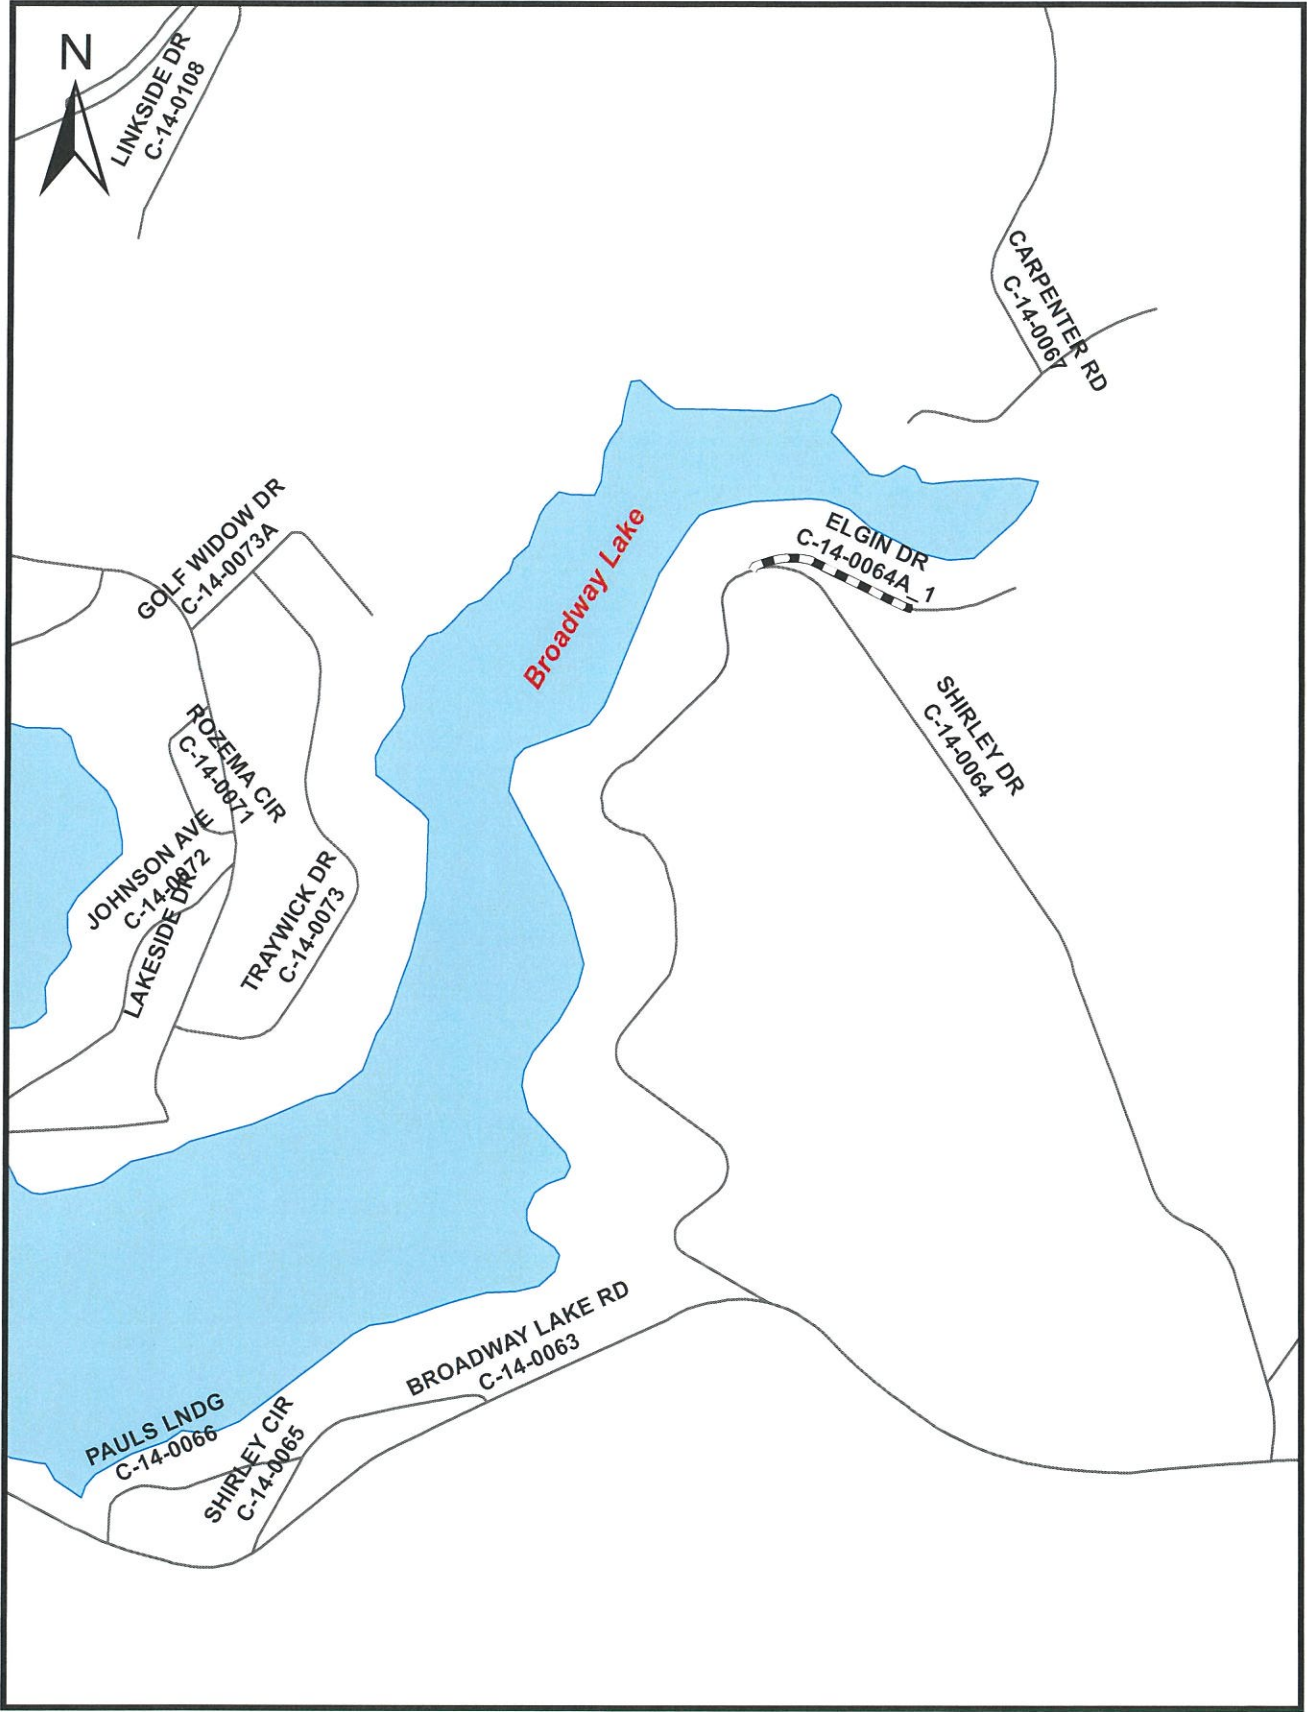 N
LINKSIDE DR
C-14-0108
CARPENTER RD
C-14-0067
GOLF WIDOW DR
C-14-0073A
Broadway Lake
ELGIN DR
C-14-0064A_1
SHIRLEY DR
C-14-0064
ROZEMA CIR
C-14-0071
JOHNSON AVE
C-14-0072
LAKESIDE DR
TRAYWICK DR
C-14-0073
BROADWAY LAKE RD
C-14-0063
PAULS LNDG
C-14-0066
SHIRLEY CIR
C-14-0065